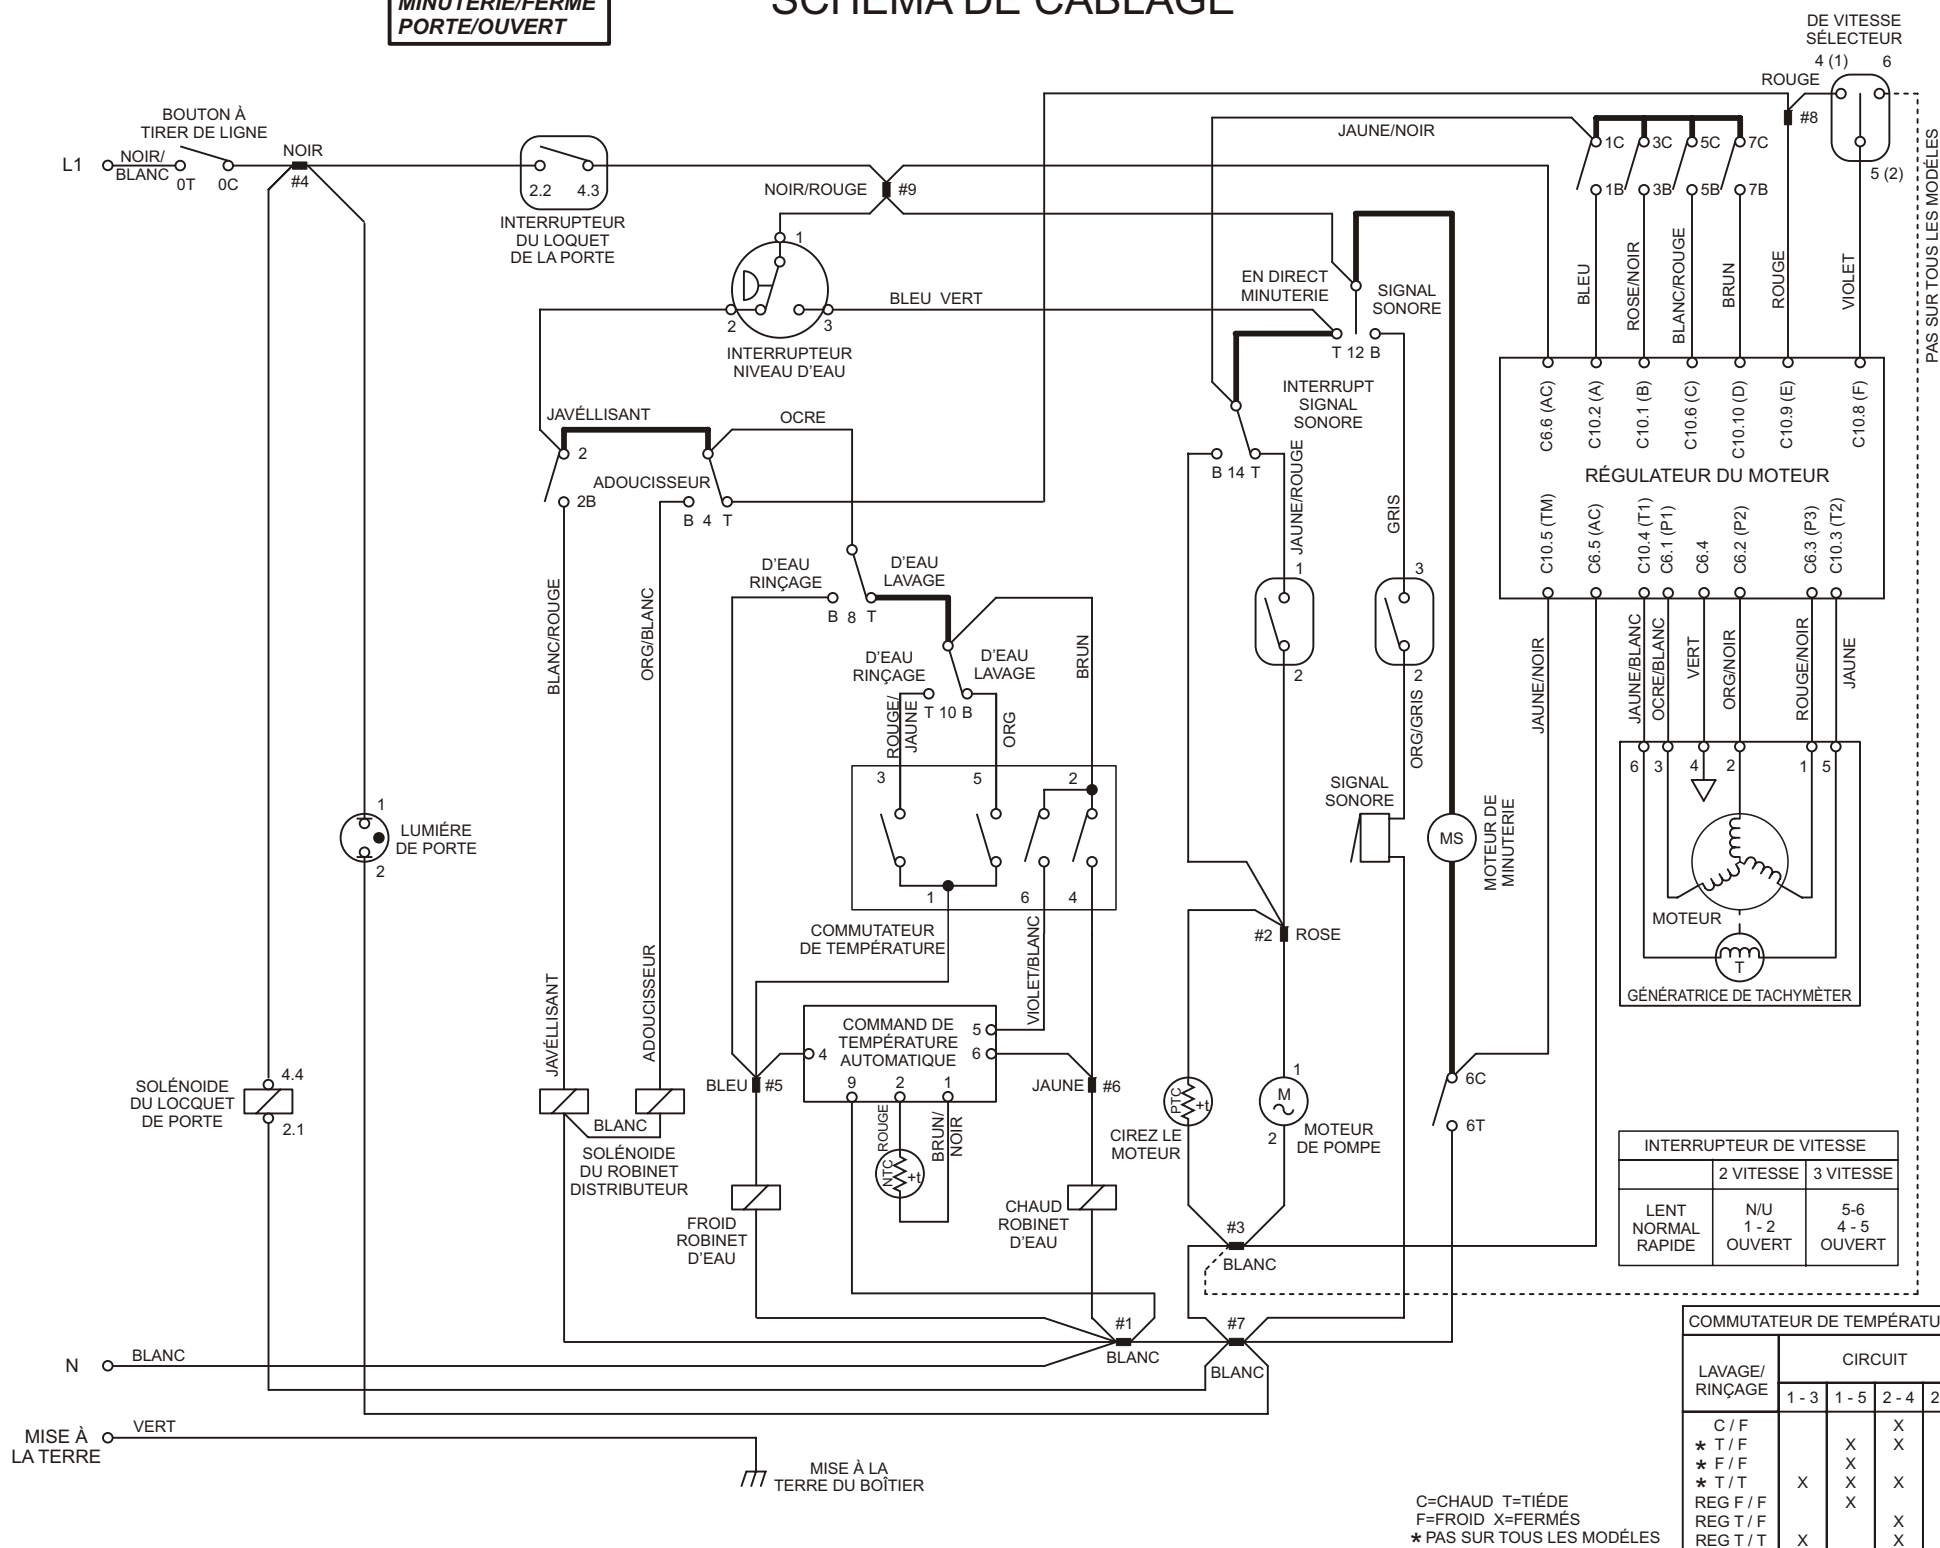 MINUTERIE/FERMÉ
PORTE/OUVERT
SCHÉMA DE CÂBLAGE
DE VITESSE
SÉLECTEUR
4 (1) 6
ROUGE
#8
5 (2)
PAS SUR TOUS LES MODÈLES
BOUTON À
TIRER DE LIGNE
L1
NOIR/
BLANC
0T 0C
NOIR
#4
2.2 4.3
INTERRUPTEUR
DU LOQUET
DE LA PORTE
NOIR/ROUGE
#9
JAUNE/NOIR
1C 3C 5C 7C
1B 3B 5B 7B
BLEU
ROSE/NOIR
BLANC/ROUGE
BRUN
ROUGE
VIOLET
1
2
3
INTERRUPTEUR
NIVEAU D'EAU
BLEU VERT
EN DIRECT
MINUTERIE
SIGNAL
SONORE
T 12 B
INTERRUPT
SIGNAL
SONORE
B 14 T
JAUNE/ROUGE
GRIS
C6.6 (AC)
C10.2 (A)
C10.1 (B)
C10.6 (C)
C10.10 (D)
C10.9 (E)
C10.8 (F)
RÉGULATEUR DU MOTEUR
C10.5 (TM)
C6.5 (AC)
C10.4 (T1)
C6.1 (P1)
C6.4
C6.2 (P2)
C6.3 (P3)
C10.3 (T2)
JAVÉLLISANT
OCRE
2
2B
ADOUCISSEUR
B 4 T
BLANC/ROUGE
ORG/BLANC
D'EAU
RINÇAGE
D'EAU
LAVAGE
B 8 T
D'EAU
RINÇAGE
D'EAU
LAVAGE
T 10 B
BRUN
ROUGE/
JAUNE
ORG
3 5 2
1 6 4
COMMUTATEUR
DE TEMPÉRATURE
VIOLET/BLANC
1
2
3
2
ORG/GRIS
SIGNAL
SONORE
MS
MOTEUR DE
MINUTERIE
JAUNE/NOIR
JAUNE/BLANC
OCRE/BLANC
VERT
ORG/NOIR
ROUGE/NOIR
JAUNE
6 3 4 2 1 5
MOTEUR
T
GÉNÉRATRICE DE TACHYMÈTER
1
2
LUMIÉRE
DE PORTE
#2 ROSE
JAVÉLLISANT
ADOUCISSEUR
COMMAND DE
TEMPÉRATURE
AUTOMATIQUE
4
5
6
9 2 1
BLEU #5
JAUNE #6
ROUGE
BRUN/
NOIR
NTC
+t
SOLÉNOIDE
DU LOCQUET
DE PORTE
4.4
2.1
BLANC
SOLÉNOIDE
DU ROBINET
DISTRIBUTEUR
FROID
ROBINET
D'EAU
CHAUD
ROBINET
D'EAU
PTC
+t
CIREZ LE
MOTEUR
1
M
2
MOTEUR
DE POMPE
6C
6T
#3
BLANC
#1
BLANC
#7
BLANC
INTERRUPTEUR DE VITESSE
2 VITESSE 3 VITESSE
LENT N/U 5-6
NORMAL 1 - 2 4 - 5
RAPIDE OUVERT OUVERT
N
BLANC
MISE À
LA TERRE
VERT
MISE À LA
TERRE DU BOÎTIER
COMMUTATEUR DE TEMPÉRATU
LAVAGE/
RINÇAGE
CIRCUIT
1 - 3 1 - 5 2 - 4 2
C / F X
* T / F X X
* F / F X
* T / T X X X
REG F / F X
REG T / F X
REG T / T X X
C=CHAUD T=TIÉDE
F=FROID X=FERMÉS
* PAS SUR TOUS LES MODÉLES